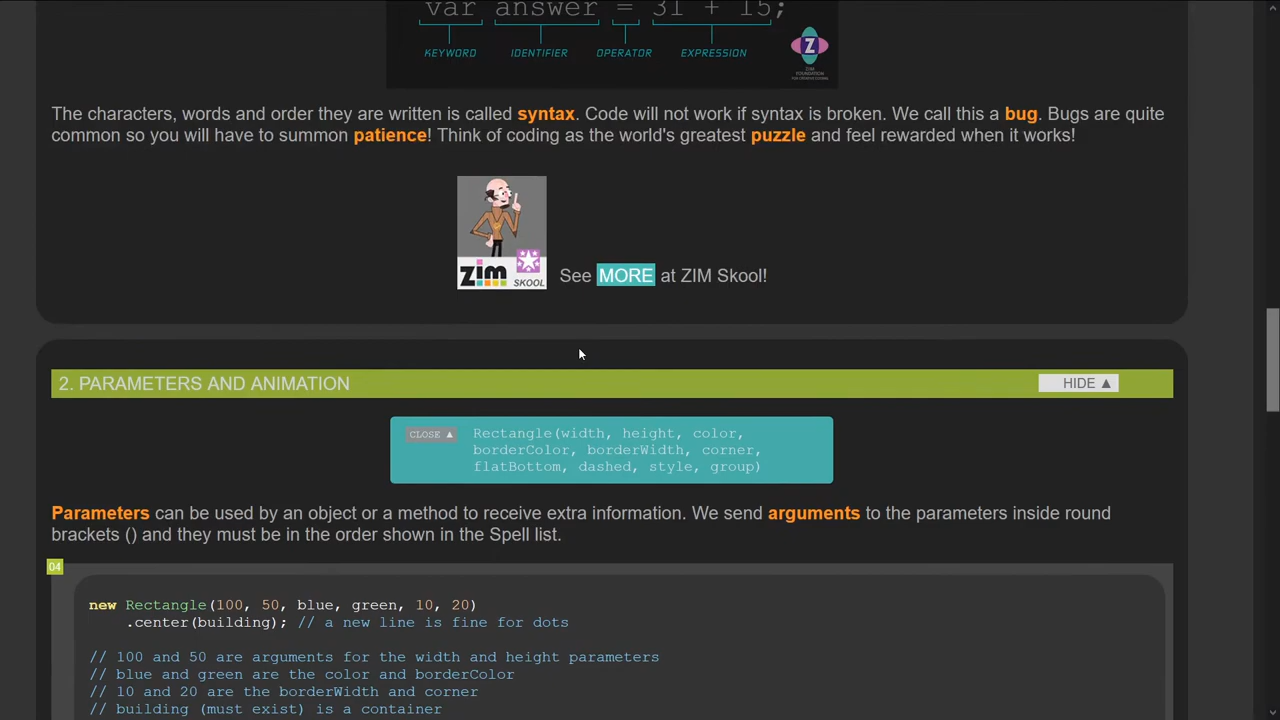 var answer = 31 + 15;
KEYWORD IDENTIFIER OPERATOR EXPRESSION
Z
ZIM
FOUNDATION
FOR CREATIVE CODING
The characters, words and order they are written is called syntax. Code will not work if syntax is broken. We call this a bug. Bugs are quite
common so you will have to summon patience! Think of coding as the world's greatest puzzle and feel rewarded when it works!
zim SKOOL
See MORE at ZIM Skool!
2. PARAMETERS AND ANIMATION
HIDE ▲
CLOSE ▲
Rectangle(width, height, color,
borderColor, borderWidth, corner,
flatBottom, dashed, style, group)
Parameters can be used by an object or a method to receive extra information. We send arguments to the parameters inside round
brackets () and they must be in the order shown in the Spell list.
04
new Rectangle(100, 50, blue, green, 10, 20)
.center(building); // a new line is fine for dots
// 100 and 50 are arguments for the width and height parameters
// blue and green are the color and borderColor
// 10 and 20 are the borderWidth and corner
// building (must exist) is a container